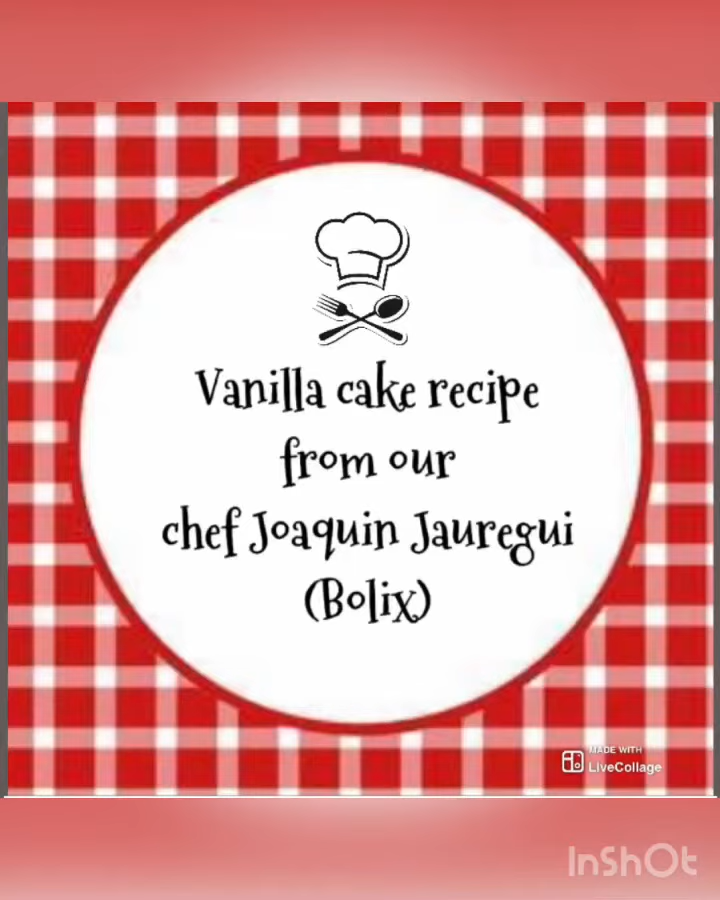 Vanilla cake recipe
from our
chef Joaquin Jauregui
(Bolix)
MADE WITH
LiveCollage
InShOt